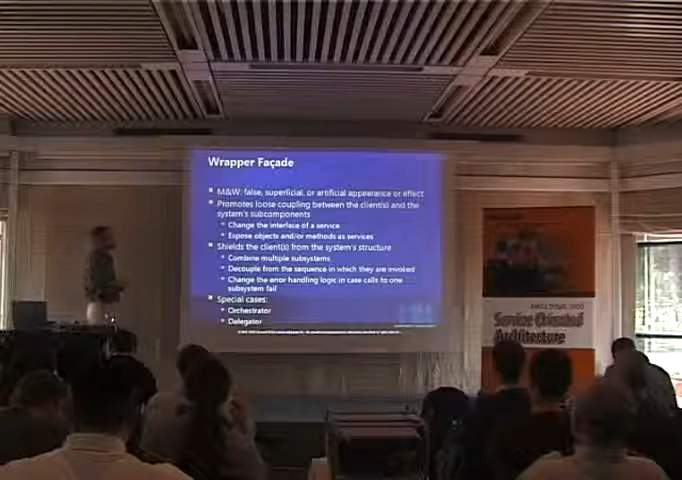 Wrapper Façade
M&W: false, superficial, or artificial appearance or effect
Promotes loose coupling between the client(s) and the
system's subcomponents
Change the interface of a service
Expose objects and/or methods as services
Shields the client(s) from the system's structure
Combine multiple subsystems
Decouple from the sequence in which they are invoked
Change the error handling logic in case calls to one
subsystem fail
Special cases:
Orchestrator
Delegator
Service Oriented
Architecture